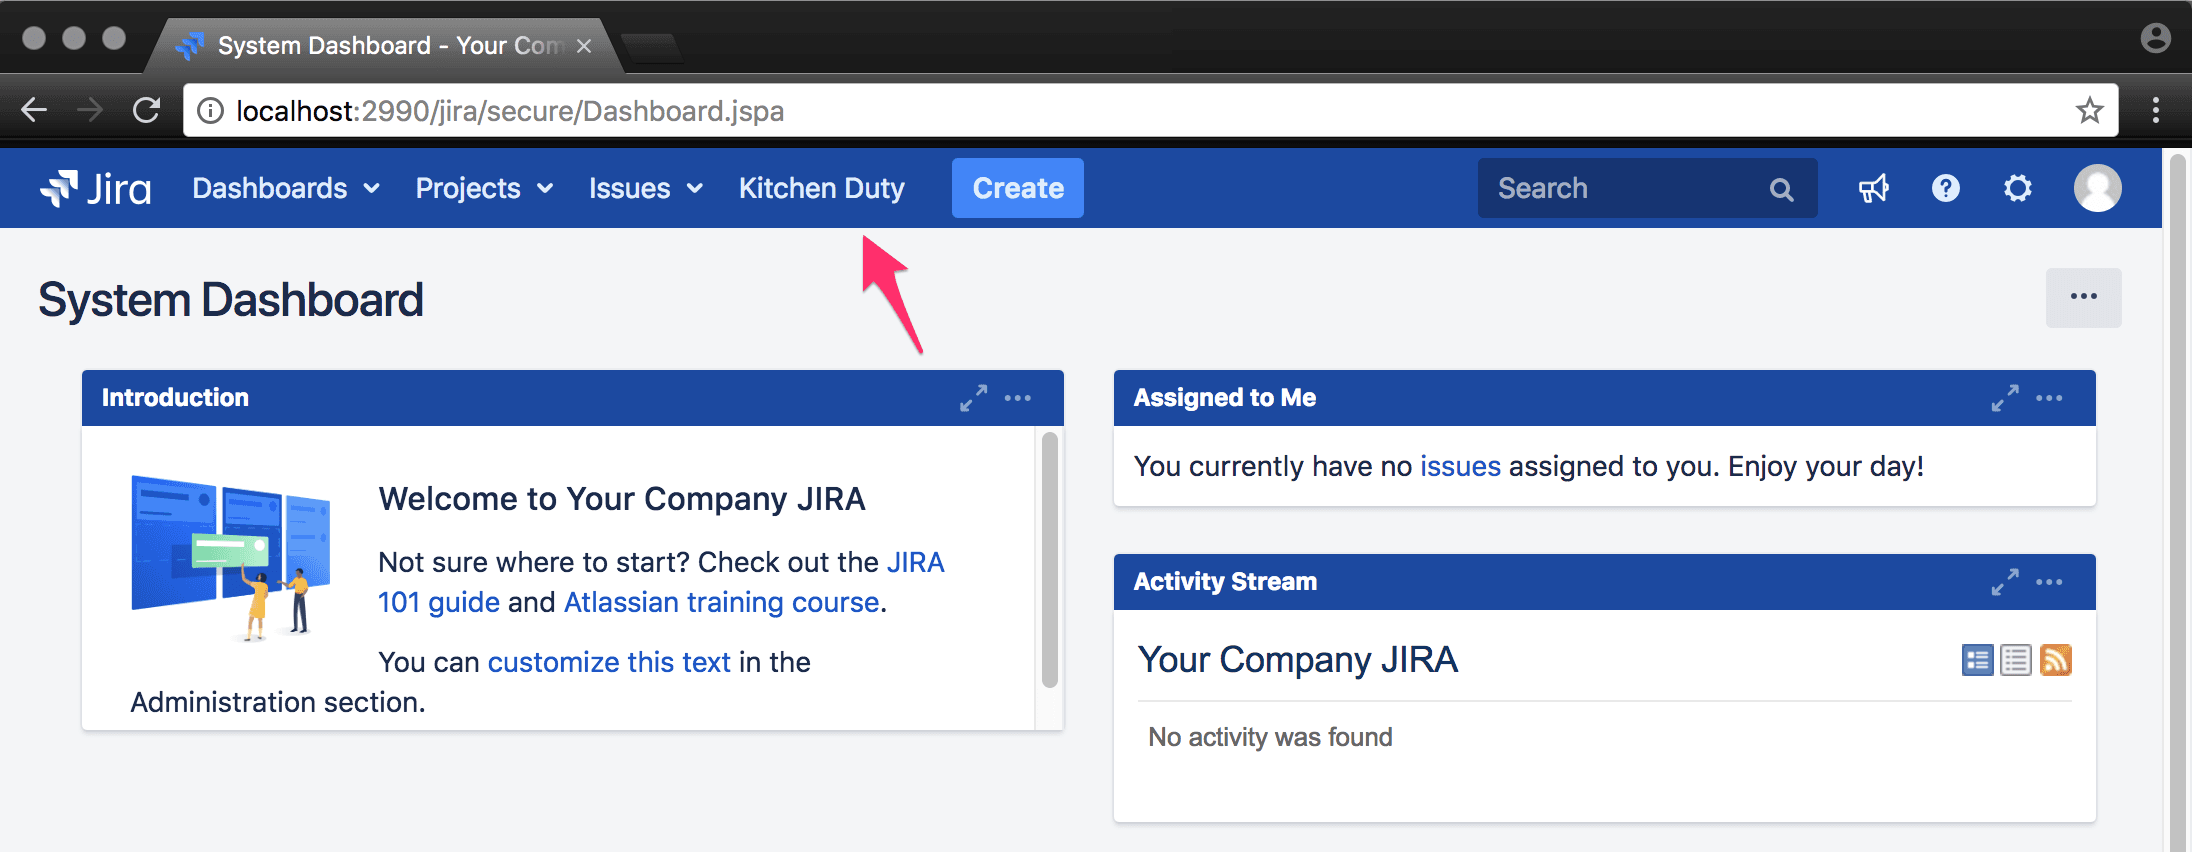 System Dashboard - Your Com
localhost:2990/jira/secure/Dashboard.jspa
Jira Dashboards Projects Issues Kitchen Duty Create Search
System Dashboard
Introduction
Welcome to Your Company JIRA
Not sure where to start? Check out the JIRA
101 guide and Atlassian training course.
You can customize this text in the
Administration section.
Assigned to Me
You currently have no issues assigned to you. Enjoy your day!
Activity Stream
Your Company JIRA
No activity was found